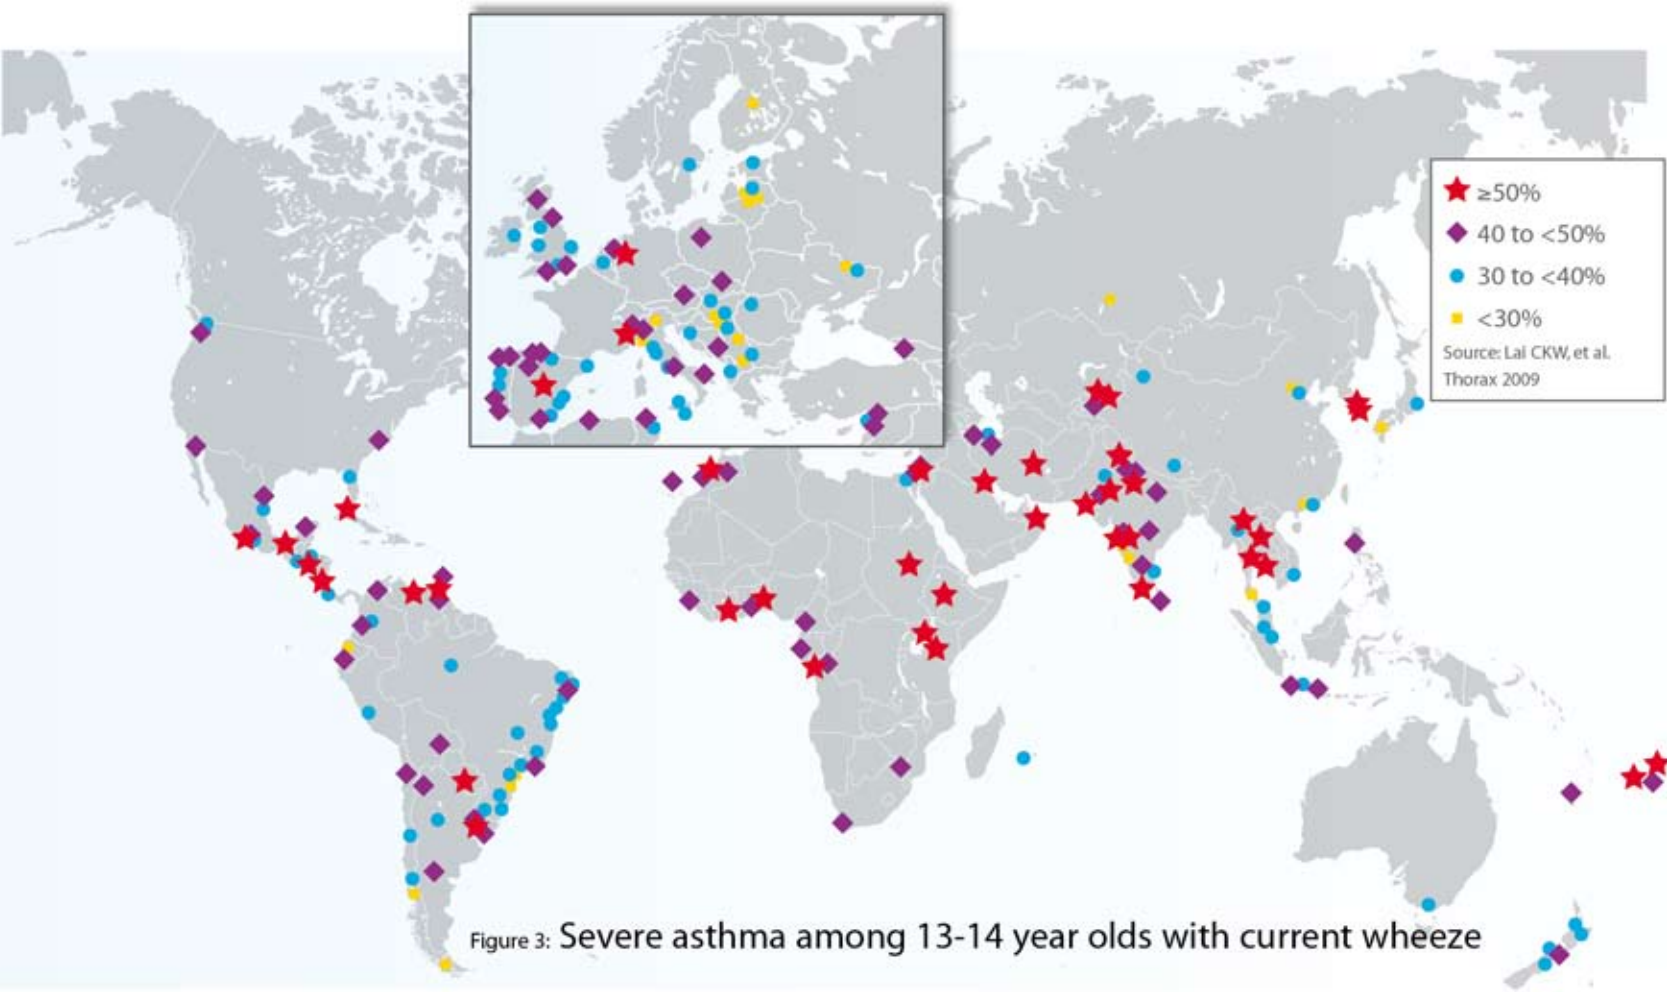 ≥50%
40 to <50%
30 to <40%
<30%
Source: Lai CKW, et al.
Thorax 2009
Figure 3: Severe asthma among 13-14 year olds with current wheeze